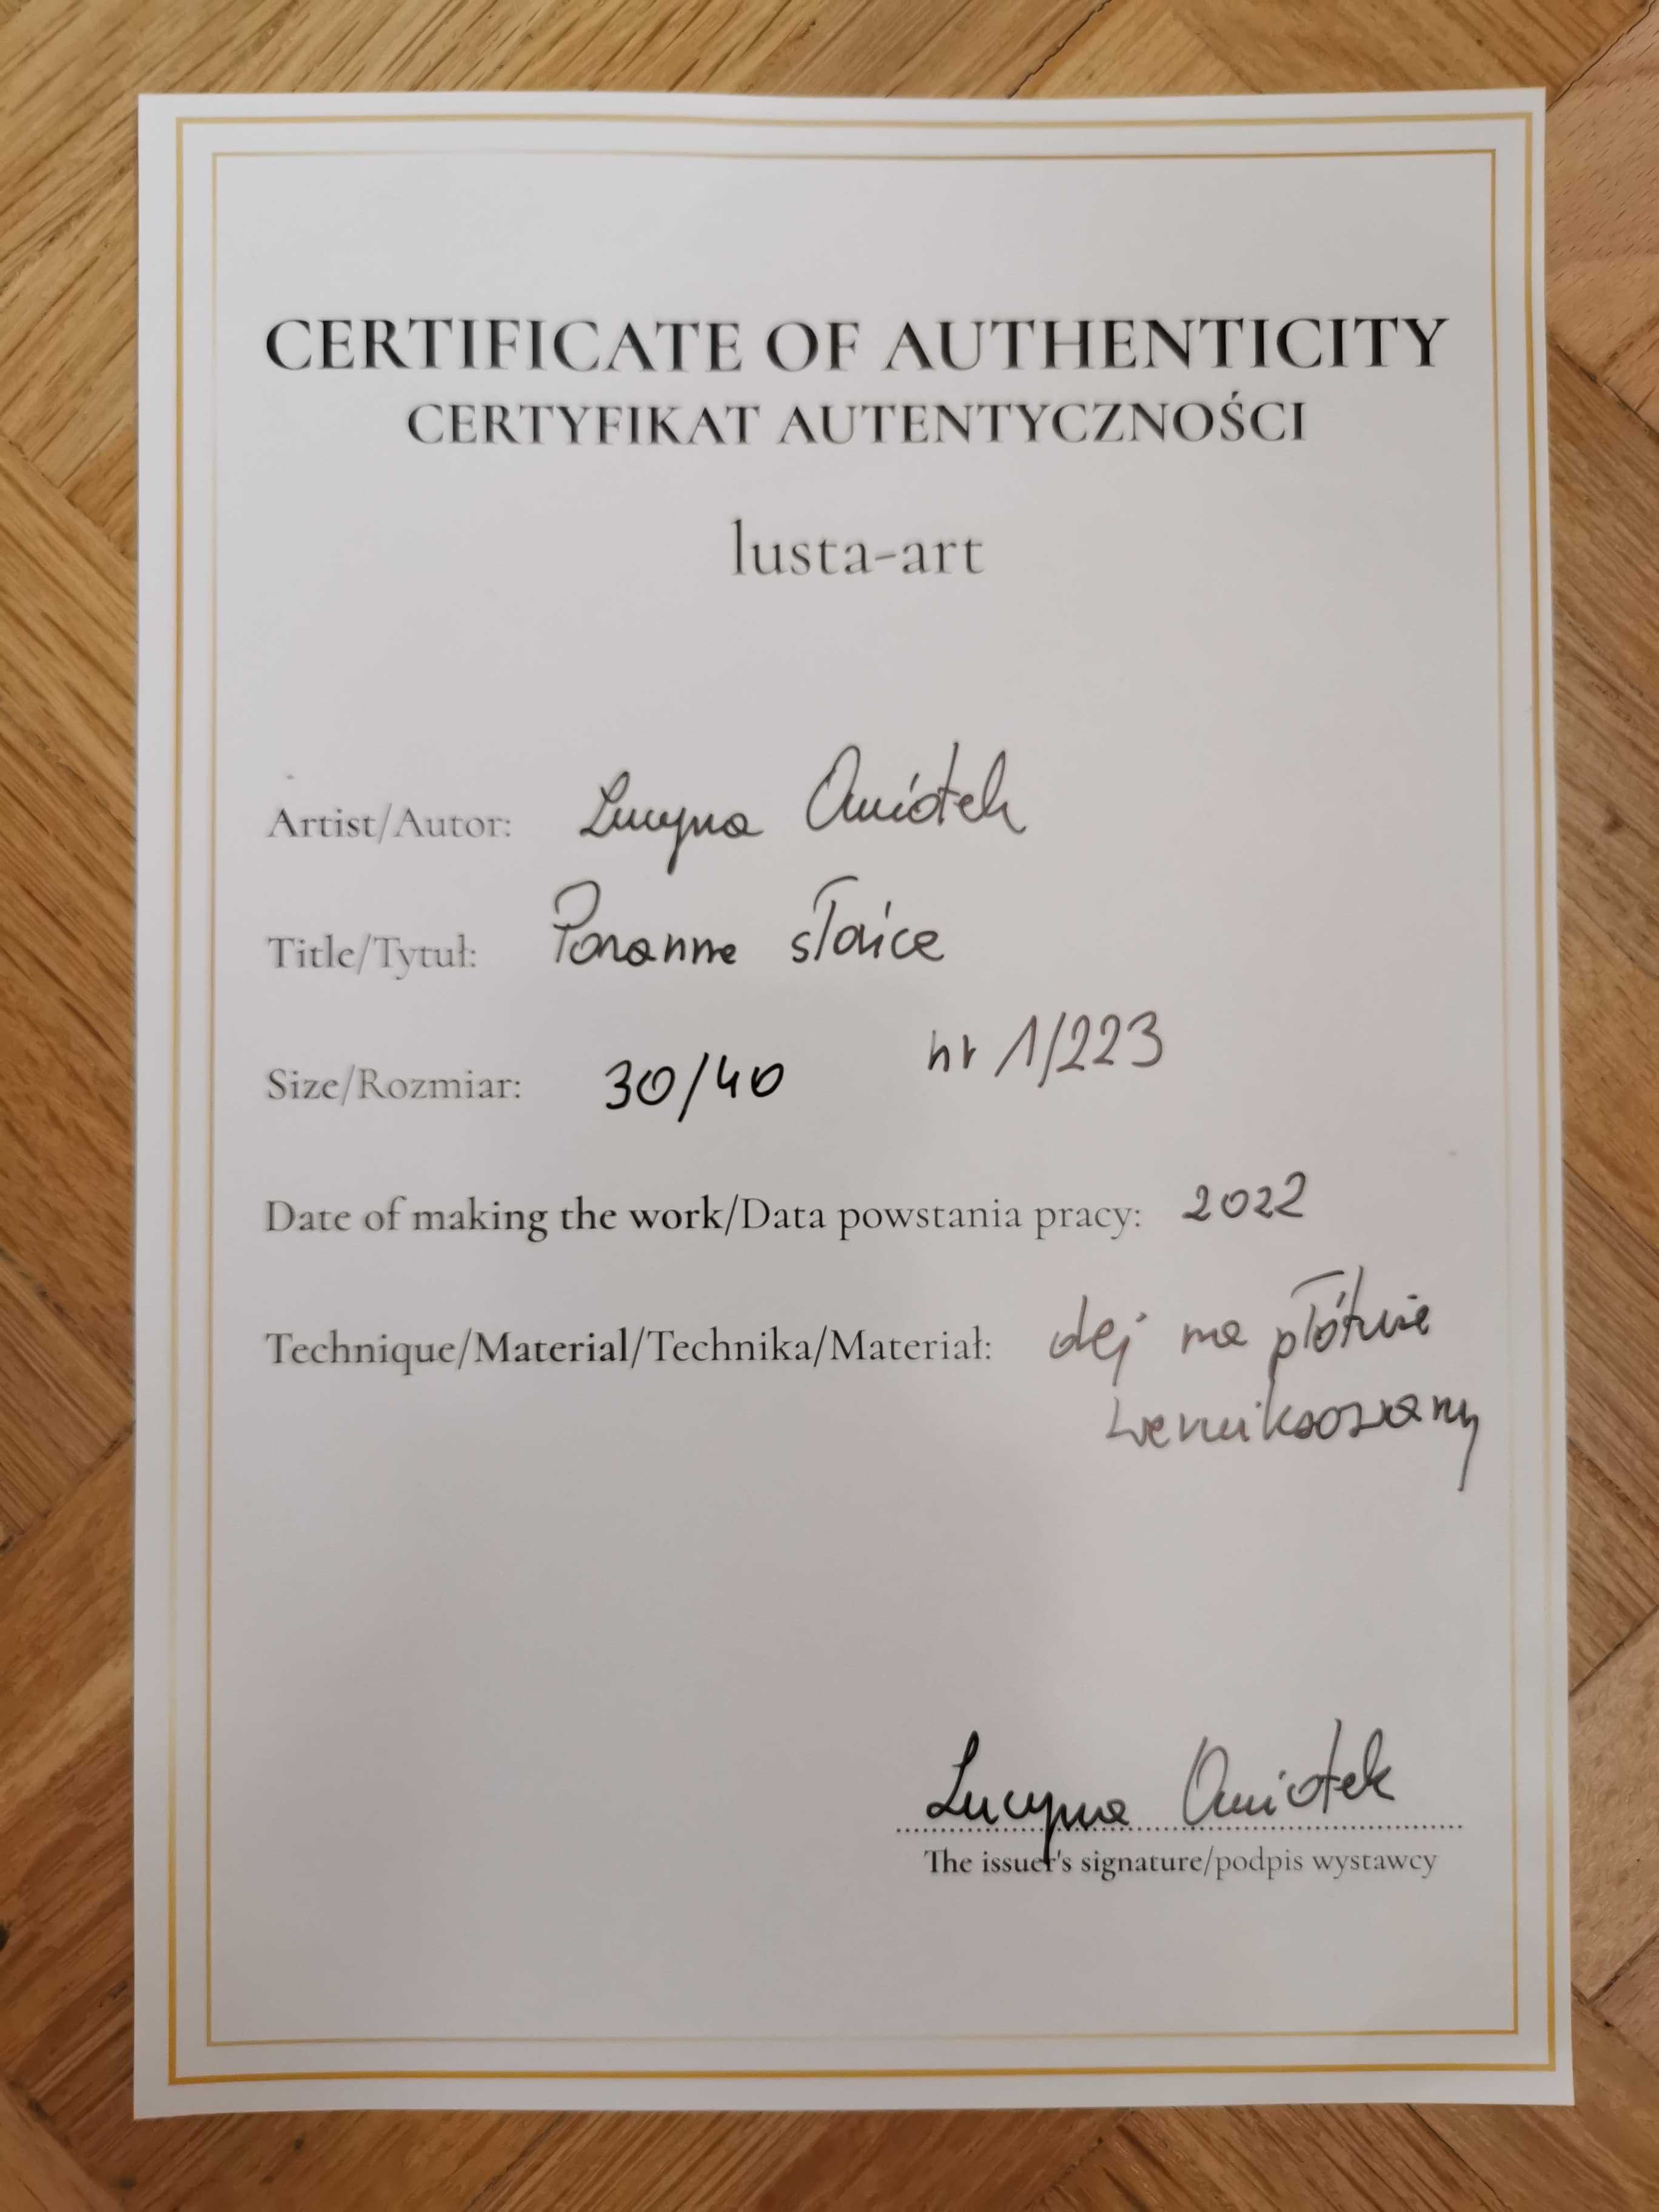 CERTIFICATE OF AUTHENTICITY
CERTYFIKAT AUTENTYCZNOŚCI
lusta-art
Artist/Autor: Lucyna Omiotek
Title/Tytuł: Poranne słońce
nr 1/223
Size/Rozmiar: 30/40
Date of making the work/Data powstania pracy: 2022
Technique/Material/Technika/Materiał: olej na płótnie
werniksowany
Lucyna Omiotek
The issuer's signature/podpis wystawcy